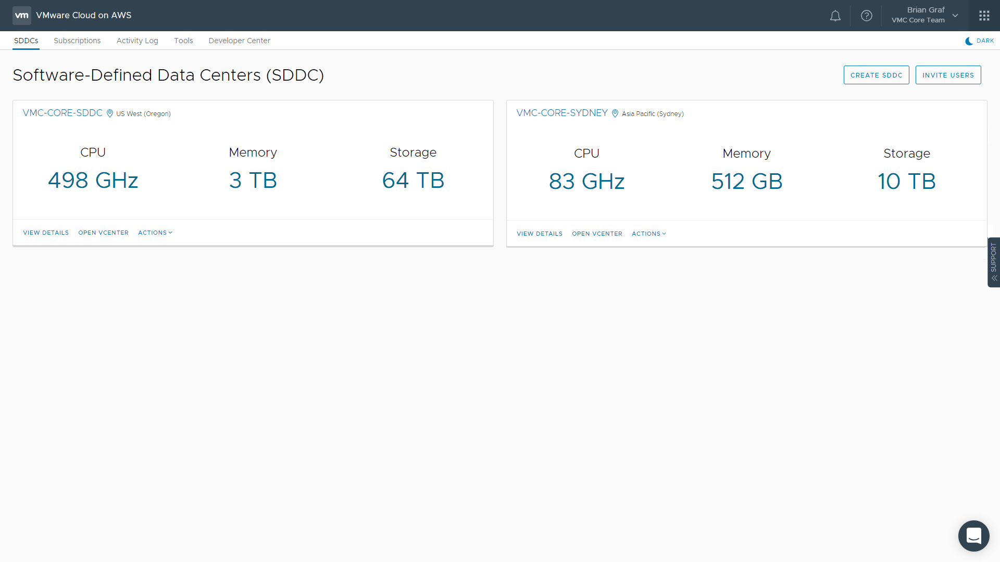 vm VMware Cloud on AWS
Brian Graf
VMC Core Team
SDDCs Subscriptions Activity Log Tools Developer Center DARK
Software-Defined Data Centers (SDDC) CREATE SDDC INVITE USERS
VMC-CORE-SDDC US West (Oregon)
CPU Memory Storage
498 GHz 3 TB 64 TB
VIEW DETAILS OPEN VCENTER ACTIONS
VMC-CORE-SYDNEY Asia Pacific (Sydney)
CPU Memory Storage
83 GHz 512 GB 10 TB
VIEW DETAILS OPEN VCENTER ACTIONS
SUPPORT